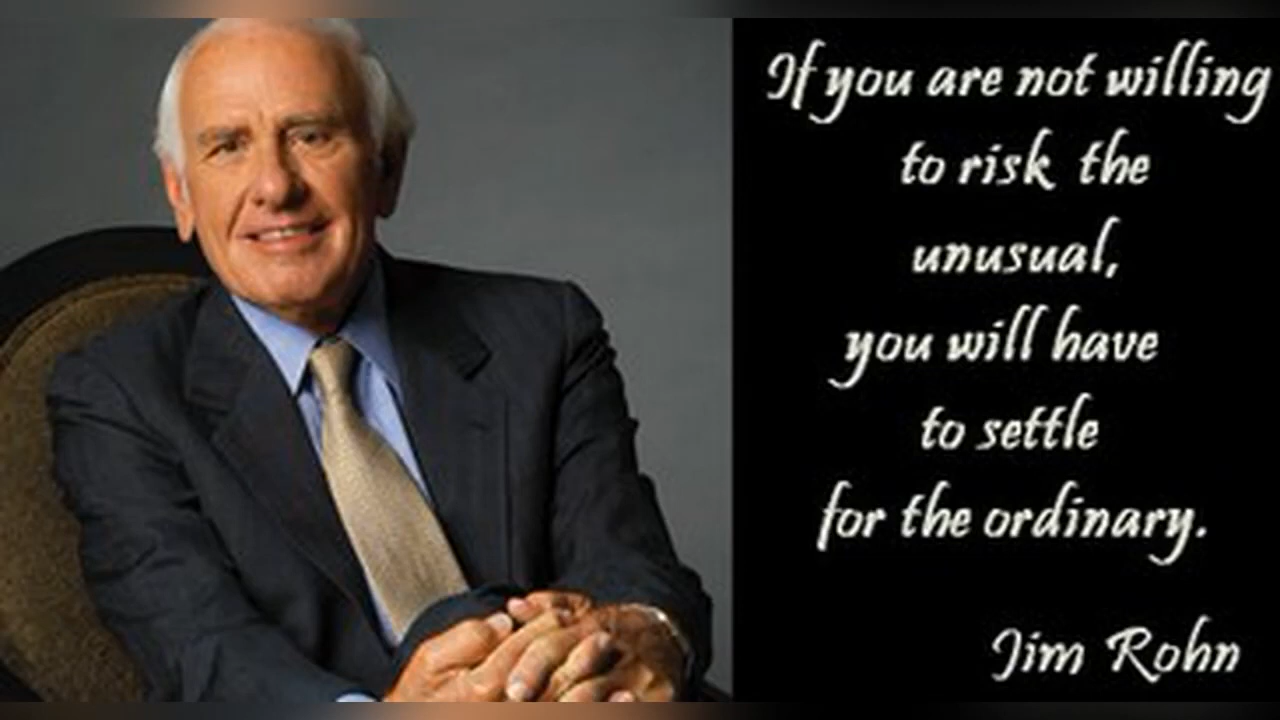 If you are not willing
to risk the
unusual,
you will have
to settle
for the ordinary.
Jim Rohn